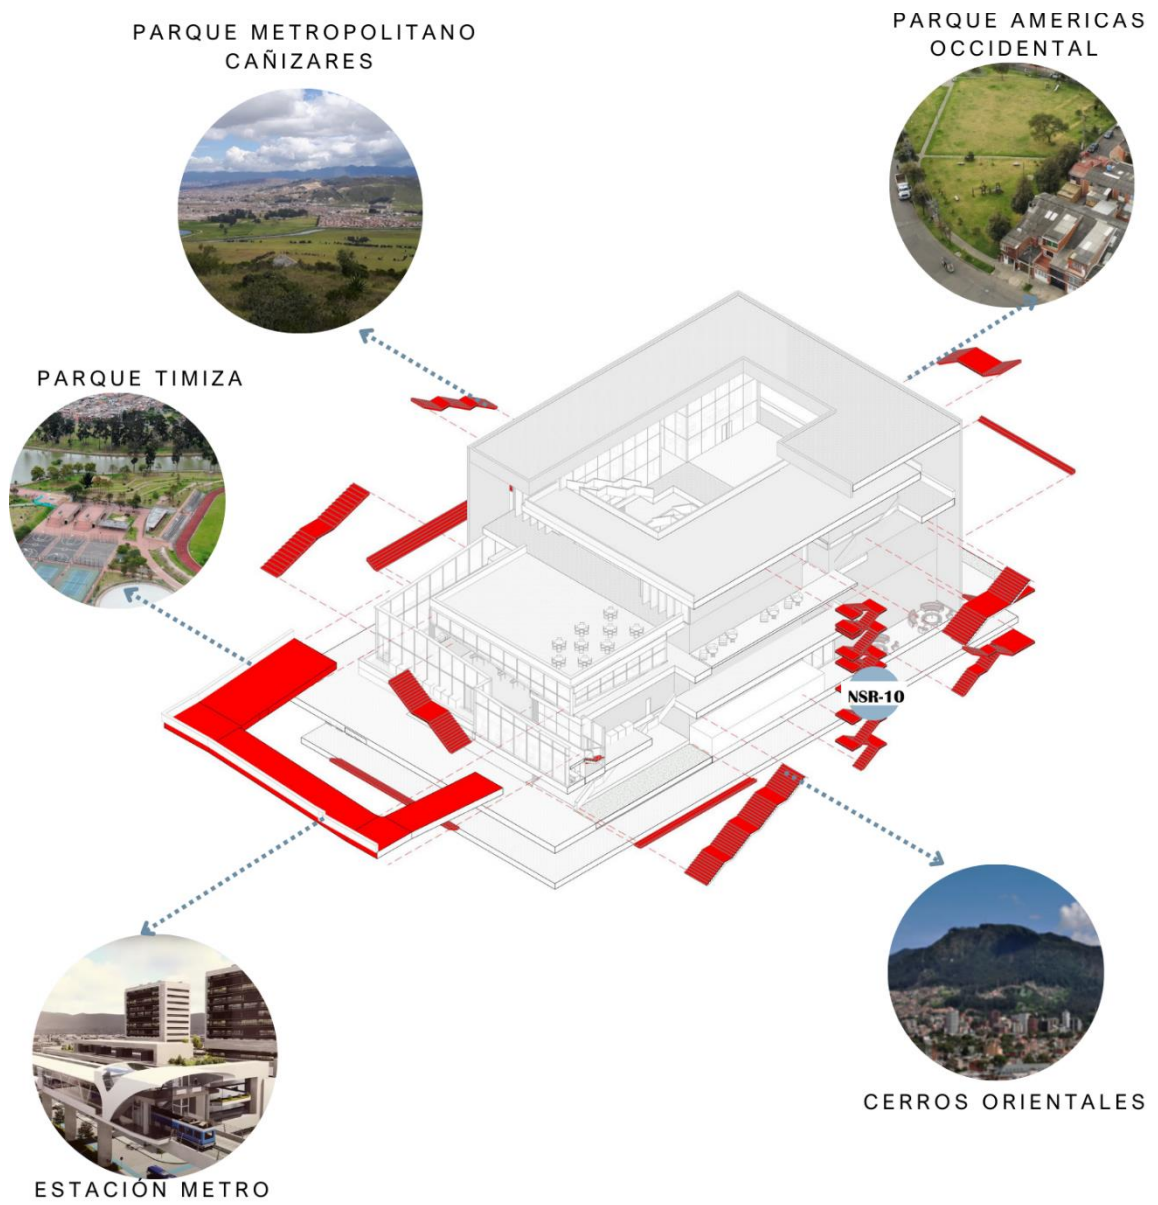 PARQUE METROPOLITANO
CAÑIZARES
PARQUE AMERICAS
OCCIDENTAL
PARQUE TIMIZA
NSR-10
CERROS ORIENTALES
ESTACIÓN METRO